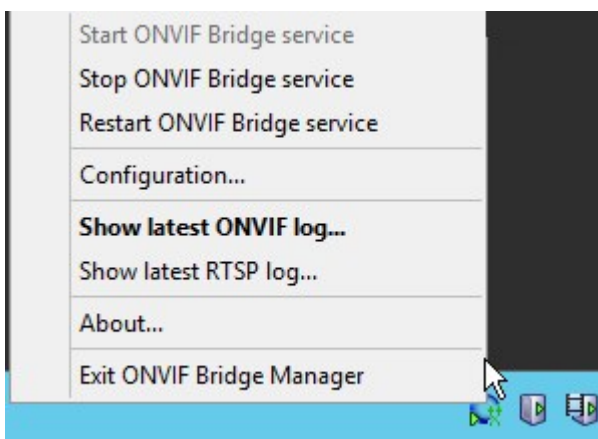 Start ONVIF Bridge service
Stop ONVIF Bridge service
Restart ONVIF Bridge service
Configuration...
Show latest ONVIF log...
Show latest RTSP log...
About...
Exit ONVIF Bridge Manager